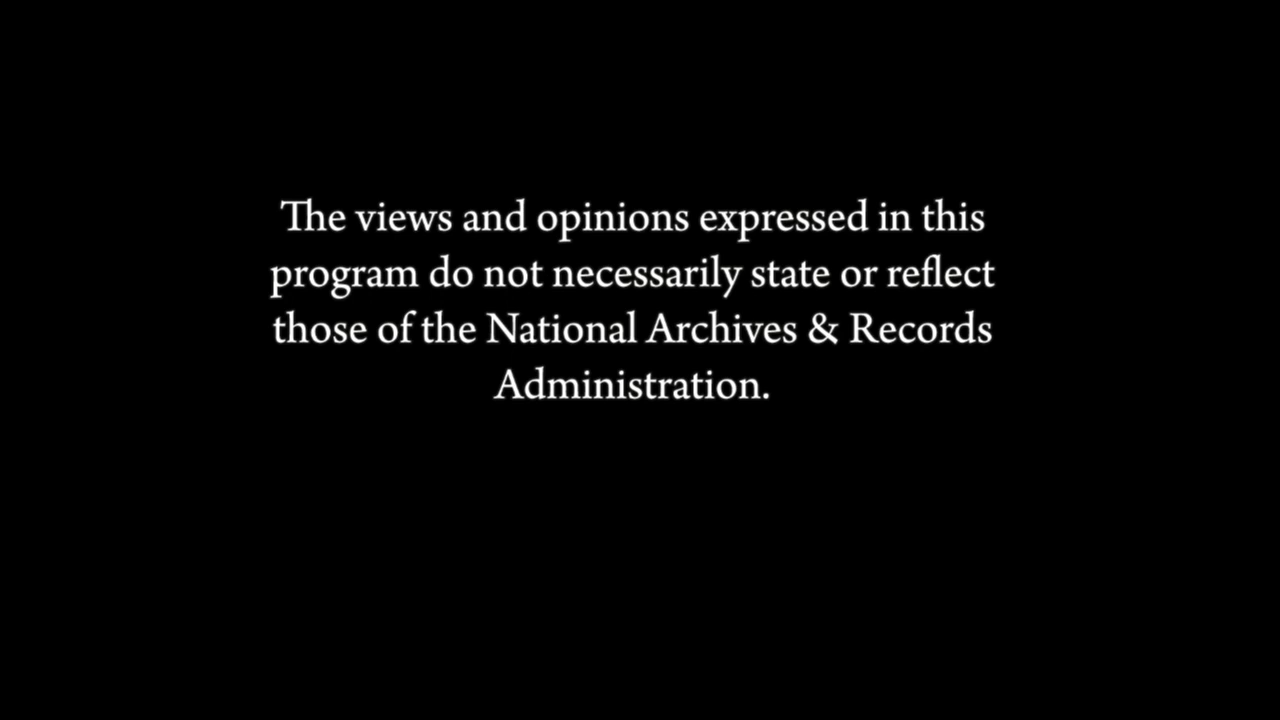 The views and opinions expressed in this
program do not necessarily state or reflect
those of the National Archives & Records
Administration.